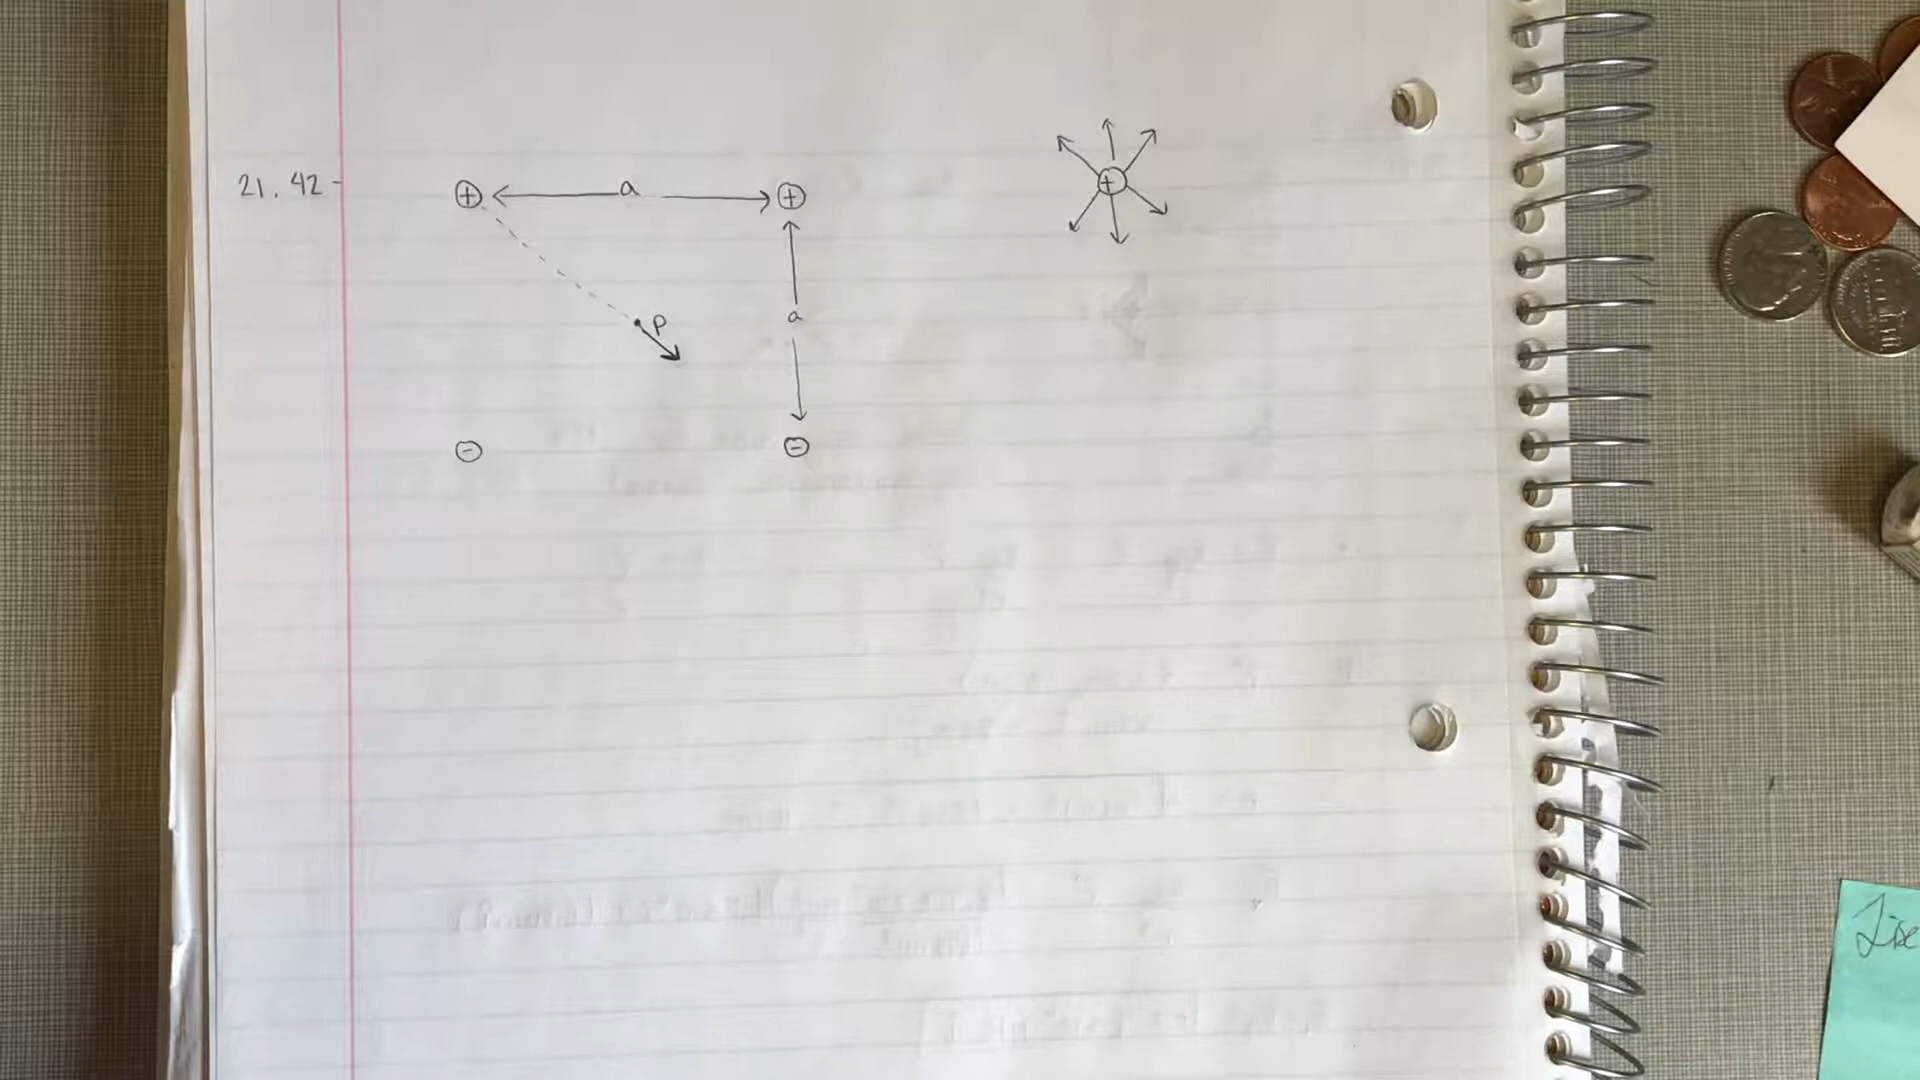 21.42-
+ a + +
P
a
- -